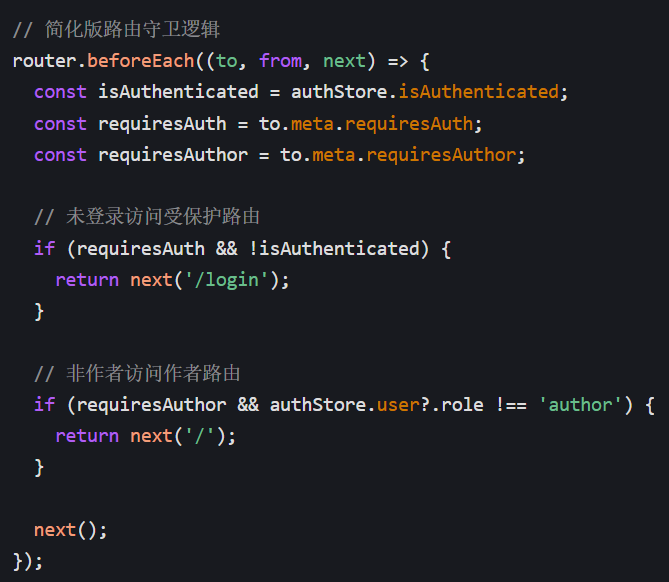 // 简化版路由守卫逻辑
router.beforeEach((to, from, next) => {
  const isAuthenticated = authStore.isAuthenticated;
  const requiresAuth = to.meta.requiresAuth;
  const requiresAuthor = to.meta.requiresAuthor;

  // 未登录访问受保护路由
  if (requiresAuth && !isAuthenticated) {
    return next('/login');
  }

  // 非作者访问作者路由
  if (requiresAuthor && authStore.user?.role !== 'author') {
    return next('/');
  }

  next();
});